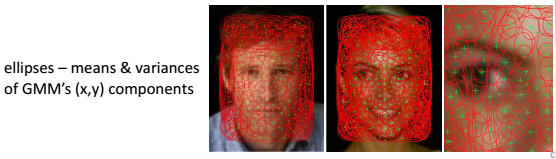 ellipses – means & variances
of GMM's (x,y) components